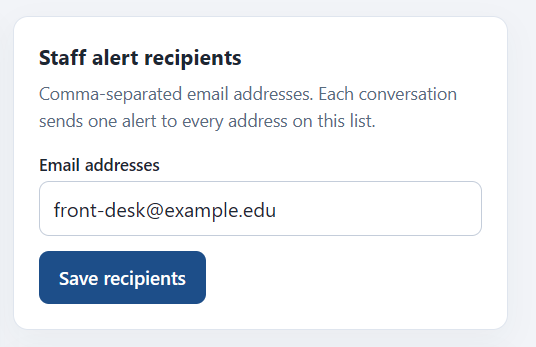 Staff alert recipients
Comma-separated email addresses. Each conversation
sends one alert to every address on this list.
Email addresses
front-desk@example.edu
Save recipients